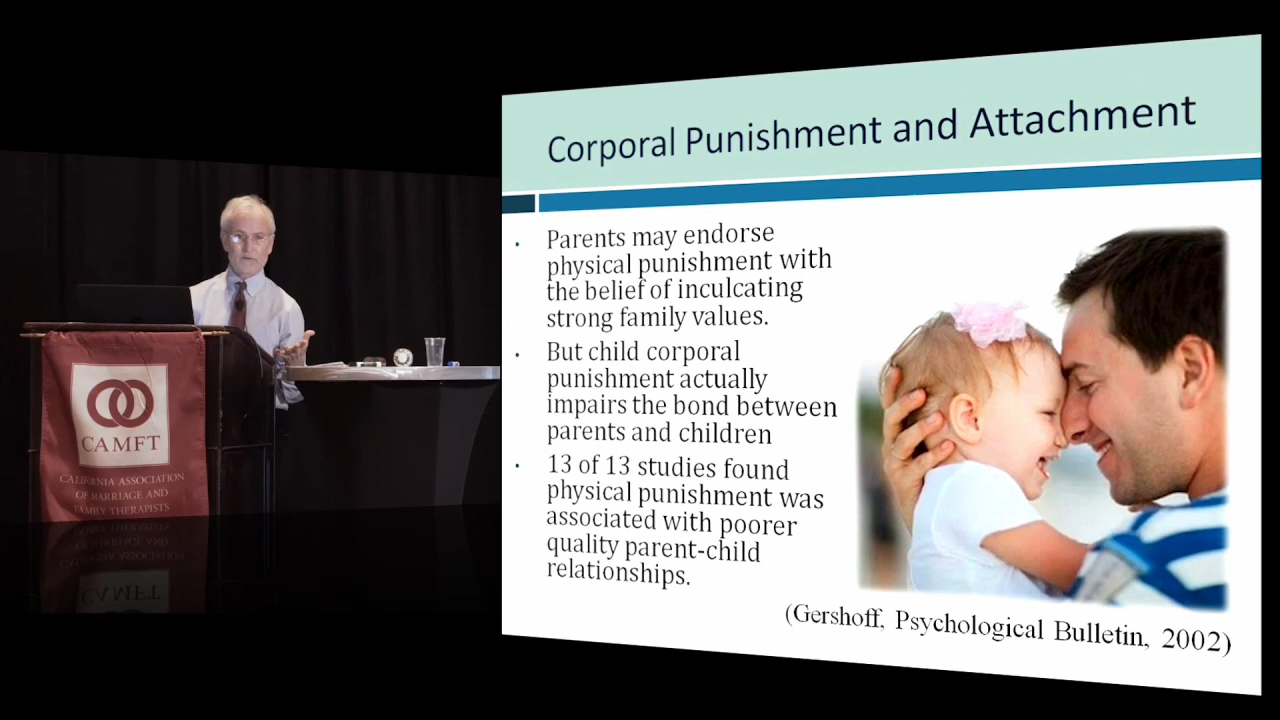 Corporal Punishment and Attachment
• Parents may endorse
physical punishment with
the belief of inculcating
strong family values.
• But child corporal
punishment actually
impairs the bond between
parents and children
• 13 of 13 studies found
physical punishment was
associated with poorer
quality parent-child
relationships.
(Gershoff, Psychological Bulletin, 2002)
CAMFT
CALIFORNIA ASSOCIATION
OF MARRIAGE AND
FAMILY THERAPISTS